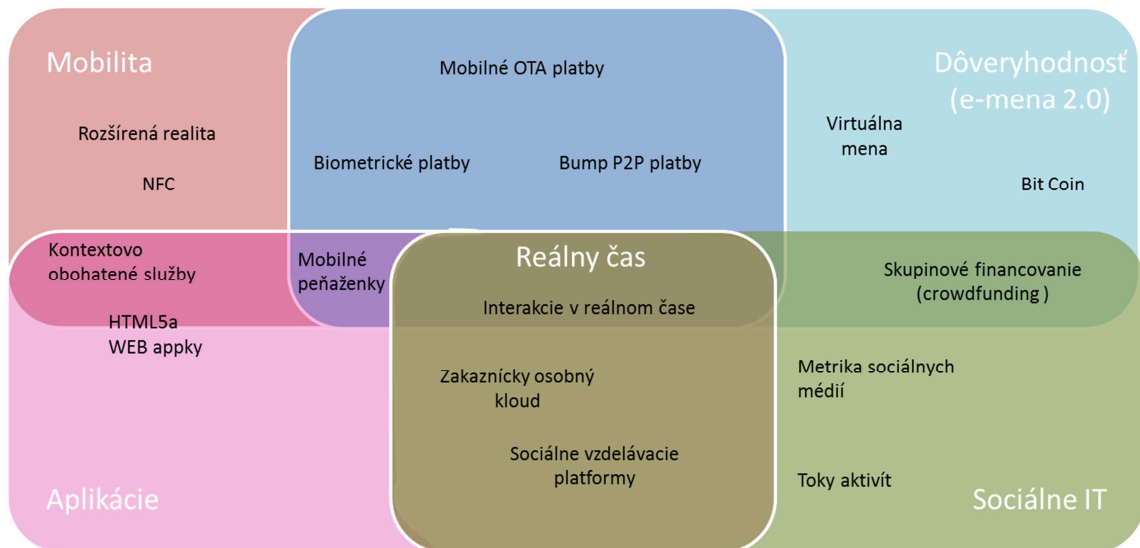 Mobilita
Rozšírená realita
NFC
Mobilné OTA platby
Biometrické platby
Bump P2P platby
Dôveryhodnosť
(e-mena 2.0)
Virtuálna
mena
Bit Coin
Kontextovo
obohatené služby
Mobilné
peňaženky
Reálny čas
Interakcie v reálnom čase
Skupinové financovanie
(crowdfunding )
HTML5a
WEB appky
Zakaznícky osobný
kloud
Sociálne vzdelávacie
platformy
Metrika sociálnych
médií
Toky aktivít
Aplikácie
Sociálne IT